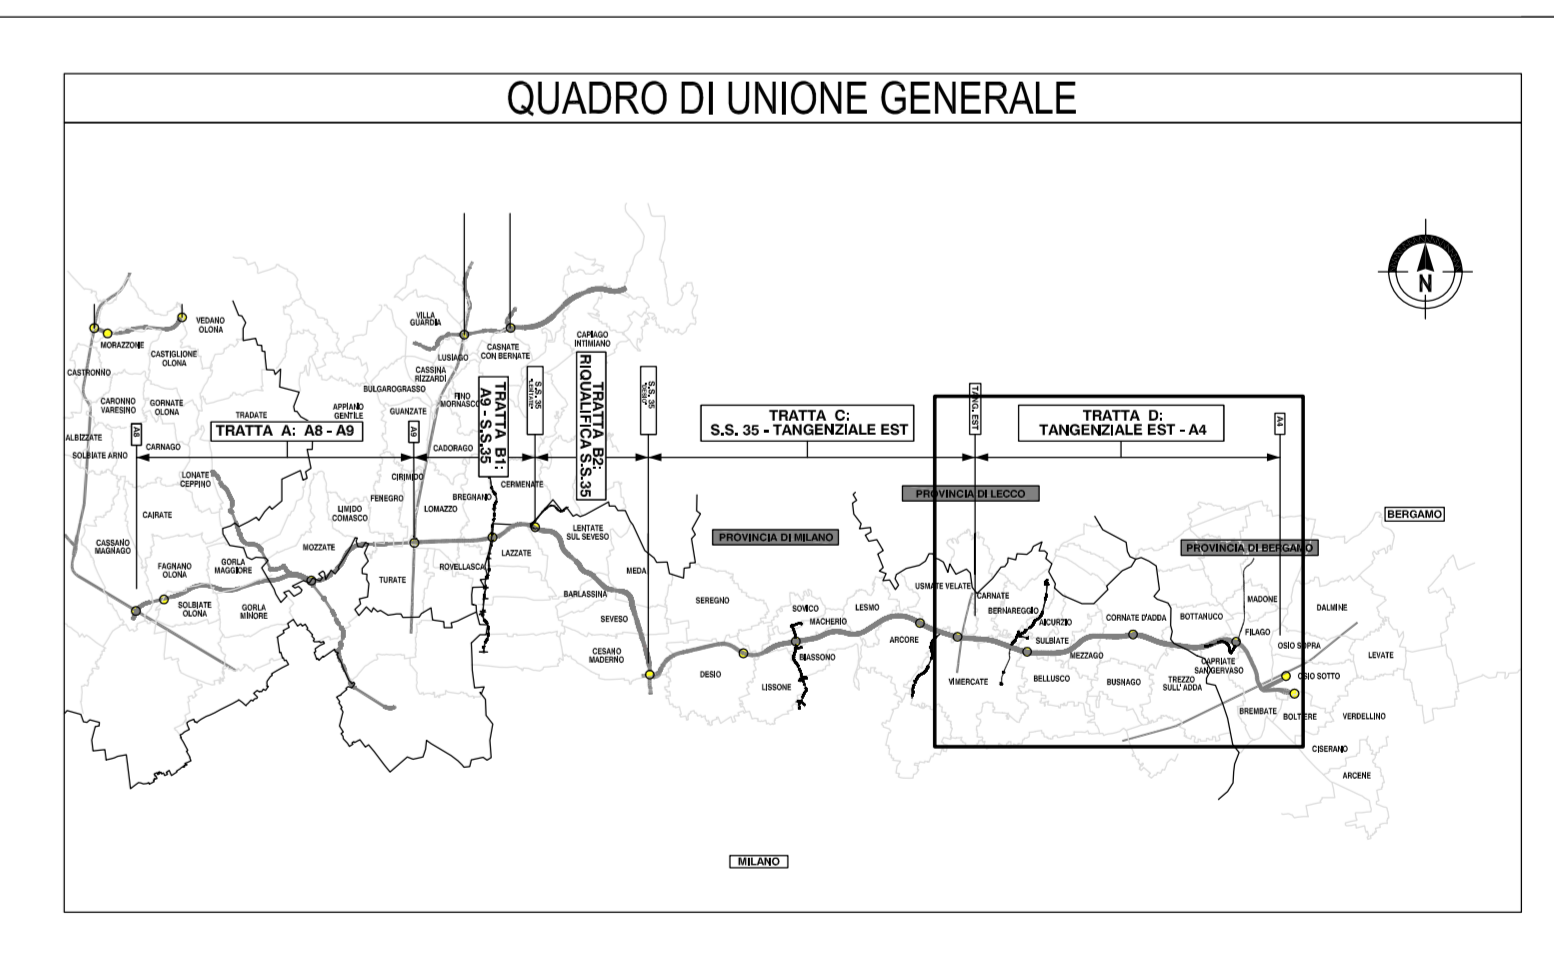 QUADRO DI UNIONE GENERALE
N
VEDANO
OLONA
MORAZZONE
CASTIGLIONE
OLONA
CASTRONNO
CARONNO
VARESINO
GORNATE
OLONA
ALBIZZATE
CARNAGO
SOLBIATE ARNO
TRADATE
APPIANO
GENTILE
VILLA
GUARDIA
LUSIAGO
CASNATE
CON BERNATE
CAPIAGO
INTIMIANO
CASSINA
RIZZARDI
BULGAROGRASSO
FINO
MORNASCO
GUANZATE
CADORAGO
A8
TRATTA A: A8 - A9
A9
TRATTA B1:
A9 - S.S.35
S.S. 35
TRATTA B2:
RIQUALIFICA S.S.35
S.S. 35
TRATTA C:
S.S. 35 - TANGENZIALE EST
TANG. EST
TRATTA D:
TANGENZIALE EST - A4
A4
LONATE
CEPPINO
CIRIMIDO
FENEGRO
LOMAZZO
BREGNANO
CERMENATE
LIMIDO
COMASCO
CAIRATE
CASSANO
MAGNAGO
MOZZATE
FAGNANO
OLONA
GORLA
MAGGIORE
TURATE
ROVELLASCA
LAZZATE
LENTATE
SUL SEVESO
SOLBIATE
OLONA
GORLA
MINORE
MEDA
BARLASSINA
SEVESO
CESANO
MADERNO
PROVINCIA DI MILANO
PROVINCIA DI LECCO
PROVINCIA DI BERGAMO
BERGAMO
SEREGNO
DESIO
SOVICO
MACHERIO
LESMO
BIASSONO
LISSONE
ARCORE
USMATE VELATE
CARNATE
BERNAREGGIO
AICURZIO
SULBIATE
MEZZAGO
VIMERCATE
BELLUSCO
BUSNAGO
CORNATE D'ADDA
BOTTANUCO
MADONE
DALMINE
FILAGO
OSIO SOPRA
LEVATE
CAPRIATE
SANGERVASO
TREZZO
SULL' ADDA
OSIO SOTTO
BREMBATE
BOLTIERE
VERDELLINO
CISERANO
ARCENE
MILANO